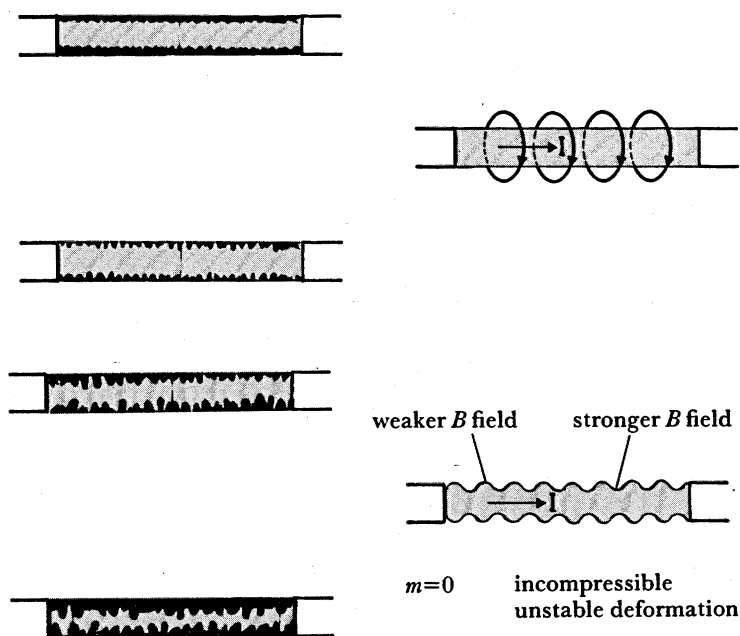 I
weaker B field
stronger B field
I
m=0
incompressible
unstable deformation